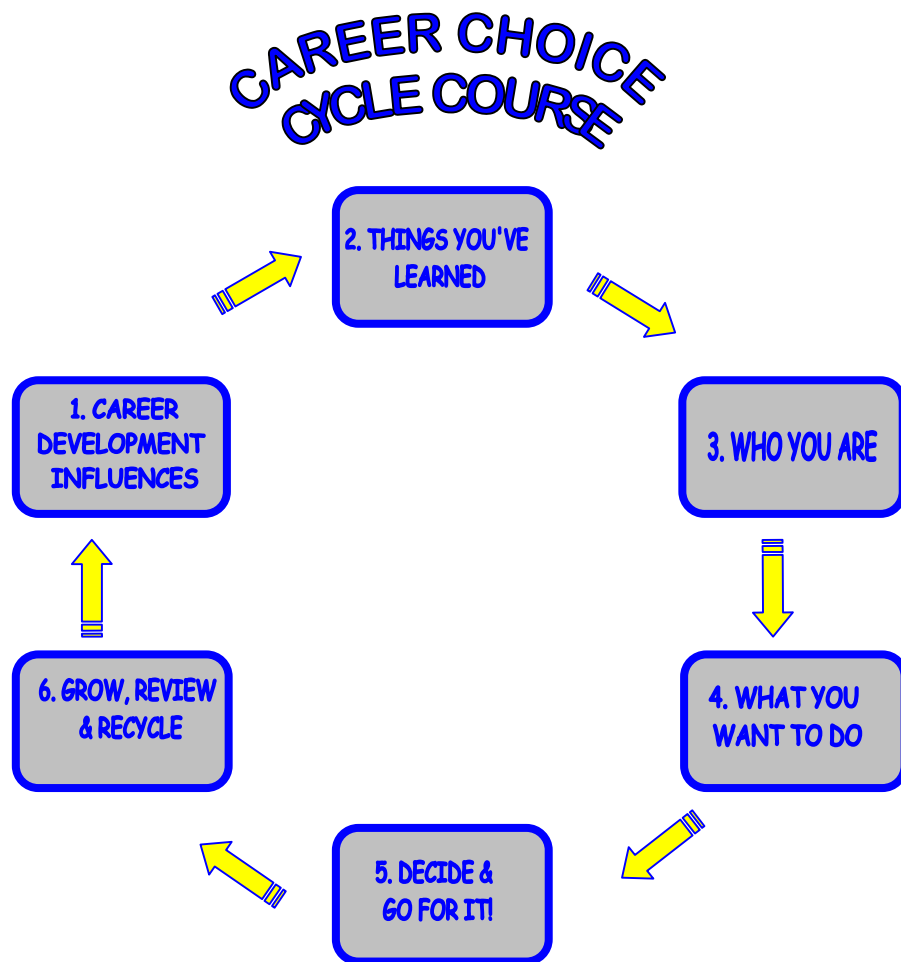 CAREER CHOICE
CYCLE COURSE
2. THINGS YOU'VE
LEARNED
1. CAREER
DEVELOPMENT
INFLUENCES
3. WHO YOU ARE
6. GROW, REVIEW
& RECYCLE
4. WHAT YOU
WANT TO DO
5. DECIDE &
GO FOR IT!